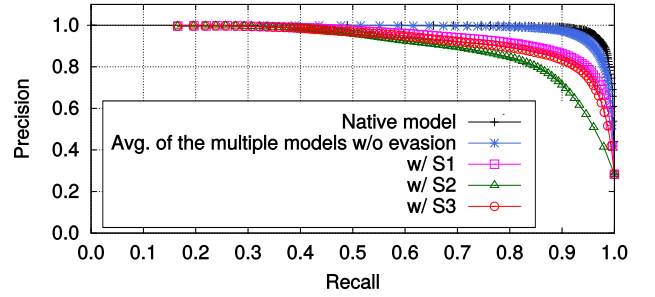 1.0
0.8
0.6
0.4
0.2
0.0
Precision
Native model
Avg. of the multiple models w/o evasion
w/ S1
w/ S2
w/ S3
0.0 0.1 0.2 0.3 0.4 0.5 0.6 0.7 0.8 0.9 1.0
Recall